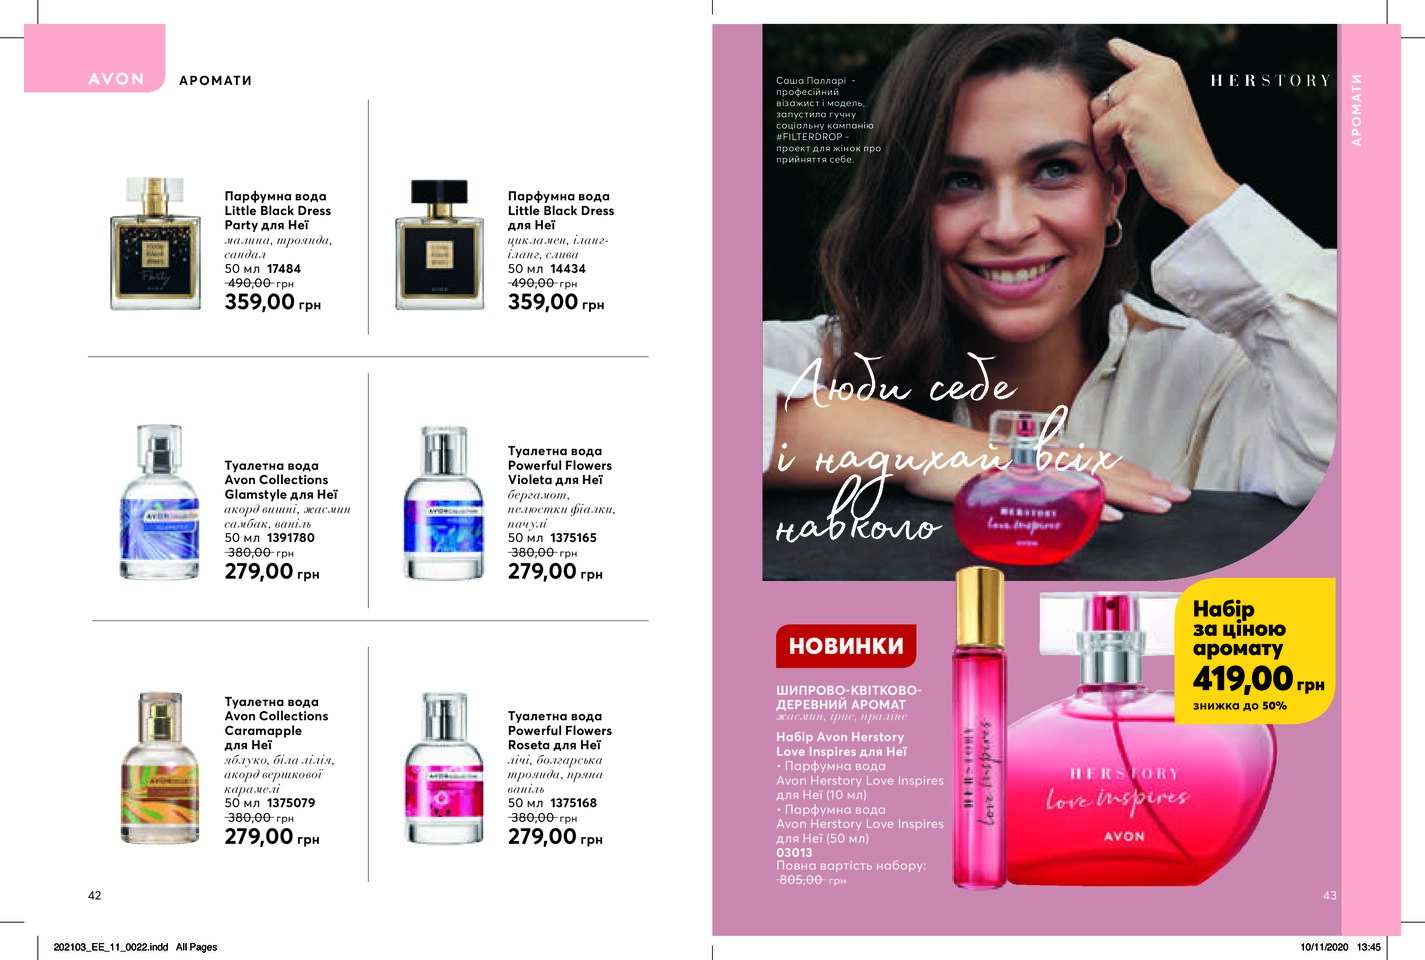 AVON
АРОМАТИ
Парфумна вода
Little Black Dress
Party для Неї
малина, троянда,
сандал
50 мл 17484
490,00 грн
359,00 грн
Парфумна вода
Little Black Dress
для Неї
цикламен, іланг-
іланг, слива
50 мл 14434
490,00 грн
359,00 грн
Туалетна вода
Avon Collections
Glamstyle для Неї
акорд вишні, жасмин
самбак, ваніль
50 мл 1391780
380,00 грн
279,00 грн
Туалетна вода
Powerful Flowers
Violeta для Неї
бергамот,
пелюстки фіалки,
пачулі
50 мл 1375165
380,00 грн
279,00 грн
Туалетна вода
Avon Collections
Caramapple
для Неї
яблуко, біла лілія,
акорд вершкової
карамелі
50 мл 1375079
380,00 грн
279,00 грн
Туалетна вода
Powerful Flowers
Roseta для Неї
лічі, болгарська
троянда, пряна
ваніль
50 мл 1375168
380,00 грн
279,00 грн
42
202103_EE_11_0022.indd All Pages
Саша Палларі -
професійний
візажист і модель,
запустила гучну
соціальну кампанію
#FILTERDROP -
проект для жінок про
прийняття себе.
HERSTORY
АРОМАТИ
Люби себе
і надихай всіх
навколо
HERSTORY
love inspires
AVON
НОВИНКИ
ШИПРОВО-КВІТКОВО-
ДЕРЕВНИЙ АРОМАТ
жасмин, ірис, праліне
Набір Avon Herstory
Love Inspires для Неї
• Парфумна вода
Avon Herstory Love Inspires
для Неї (10 мл)
• Парфумна вода
Avon Herstory Love Inspires
для Неї (50 мл)
03013
Повна вартість набору:
805,00 грн
HERSTORY
love inspires
Набір
за ціною
аромату
419,00 грн
знижка до 50%
HERSTORY
love inspires
AVON
43
10/11/2020 13:45